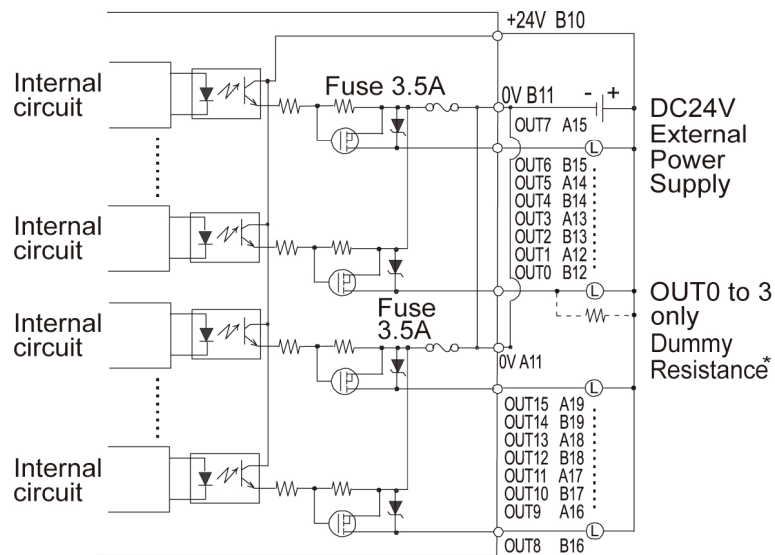 +24V B10
Internal
circuit
Fuse 3.5A
0V B11
- +
OUT7 A15
L
DC24V
External
Power
Supply
OUT6 B15
OUT5 A14
OUT4 B14
OUT3 A13
OUT2 B13
OUT1 A12
OUT0 B12
Internal
circuit
L
OUT0 to 3
only
Dummy
Resistance*
Internal
circuit
Fuse
3.5A
0V A11
L
OUT15 A19
OUT14 B19
OUT13 A18
OUT12 B18
OUT11 A17
OUT10 B17
OUT9 A16
Internal
circuit
L
OUT8 B16